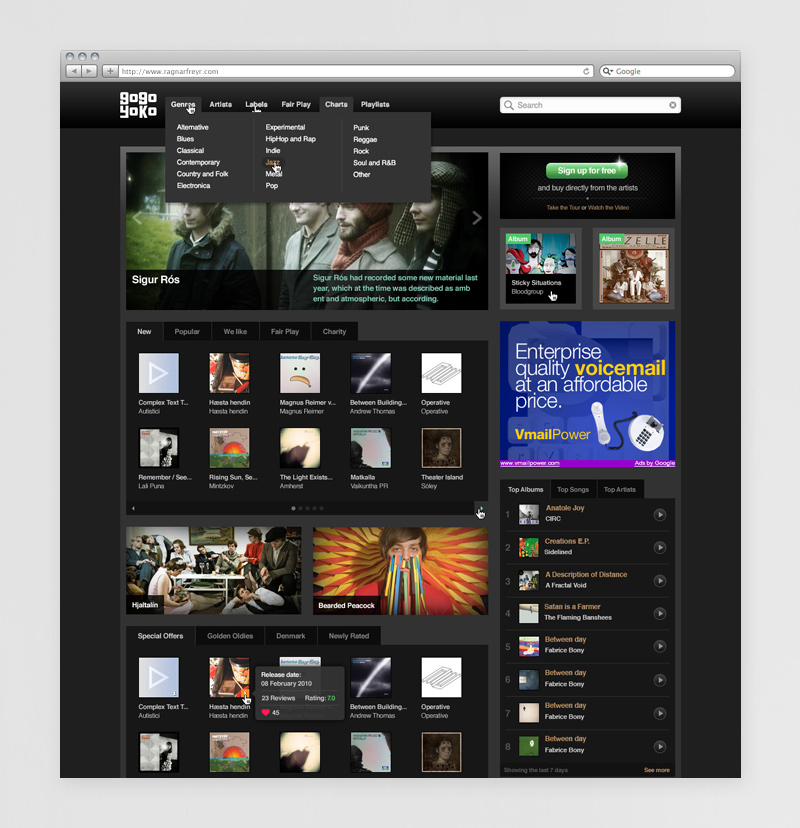 http://www.ragnarfreyr.com
Google
gogo
yoko
Genres
Artists
Labels
Fair Play
Charts
Playlists
Search
Alternative
Blues
Classical
Contemporary
Country and Folk
Electronica
Experimental
HipHop and Rap
Indie
Jazz
Metal
Pop
Punk
Reggae
Rock
Soul and R&B
Other
Sigur Rós
Sigur Rós had recorded some new material last
year, which at the time was described as amb
ent and atmospheric, but according.
Sign up for free
and buy directly from the artists
Take the Tour or Watch the Video
Album
Sticky Situations
Bloodgroup
Album
ZELLE
Enterprise
quality voicemail
at an affordable
price.
VmailPower
www.vmailpower.com
Ads by Google
New
Popular
We like
Fair Play
Charity
Complex Text T...
Autistici
Hæsta hendin
Hæsta hendin
Magnus Reimer v...
Magnus Reimer
Between Building...
Andrew Thomas
Operative
Operative
Remember / See...
Lali Puna
Rising Sun, Se...
Mintzkov
The Light Exists...
Amherst
Matkalla
Vaikuntha PR
Theater Island
Sóley
Hjaltalín
Bearded Peacock
Top Albums
Top Songs
Top Artists
1
Anatole Joy
CIRC
2
Creations E.P.
Sidelined
3
A Description of Distance
A Fractal Void
4
Satan is a Farmer
The Flaming Banshees
5
Between day
Fabrice Bony
6
Between day
Fabrice Bony
7
Between day
Fabrice Bony
8
Between day
Fabrice Bony
Showing the last 7 days
See more
Special Offers
Golden Oldies
Denmark
Newly Rated
Complex Text T...
Autistici
Hæsta hendin
Hæsta hendin
Release date:
08 February 2010
23 Reviews
Rating: 7.0
45
Between Building...
Andrew Thomas
Operative
Operative